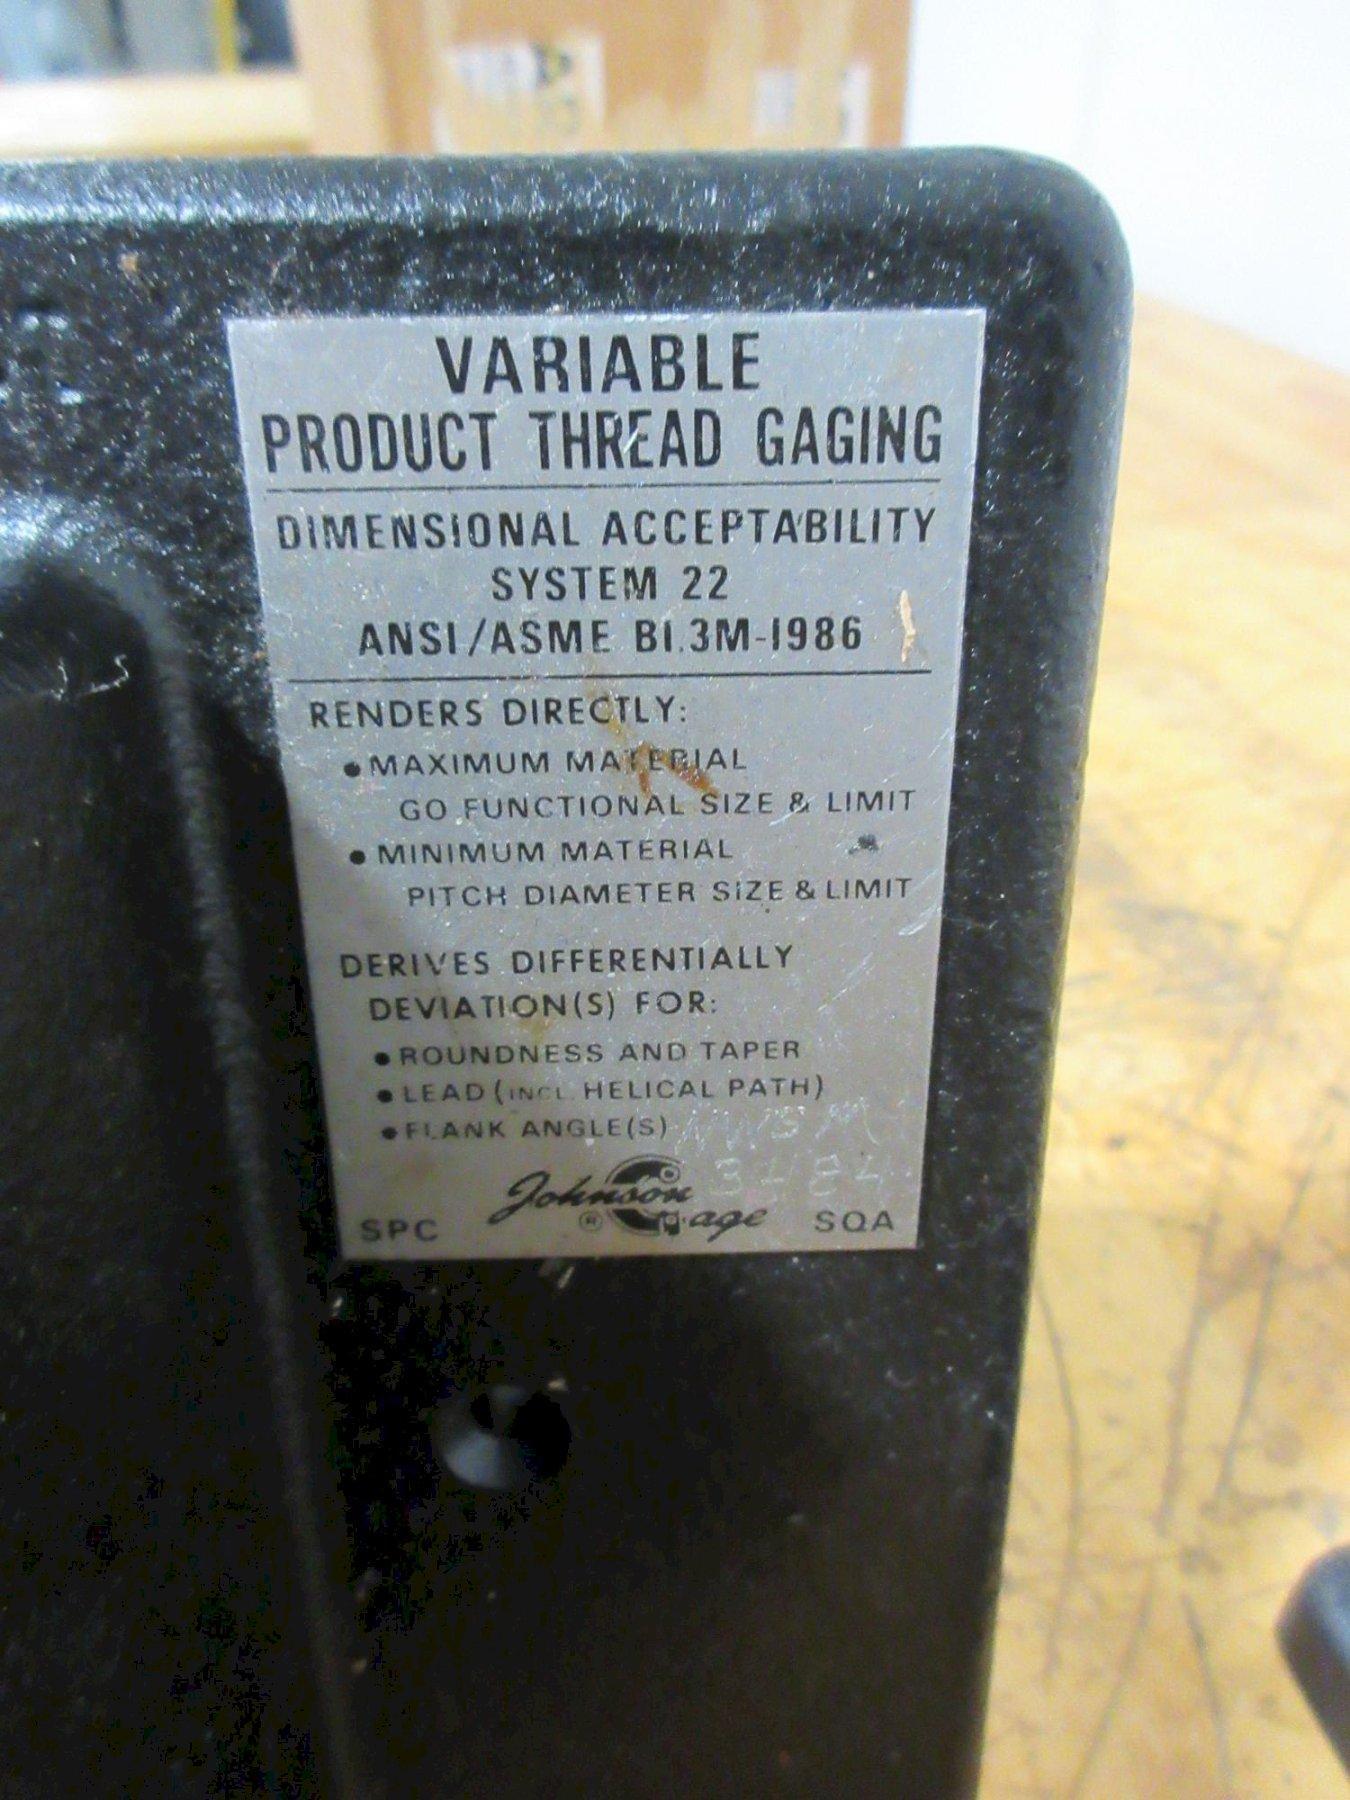 VARIABLE
PRODUCT THREAD GAGING
DIMENSIONAL ACCEPTABILITY
SYSTEM 22
ANSI/ASME B1.3M-1986
RENDERS DIRECTLY:
• MAXIMUM MATERIAL
GO FUNCTIONAL SIZE & LIMIT
• MINIMUM MATERIAL
PITCH DIAMETER SIZE & LIMIT
DERIVES DIFFERENTIALLY
DEVIATION(S) FOR:
• ROUNDNESS AND TAPER
• LEAD (INCL. HELICAL PATH)
• FLANK ANGLE(S)
SPC Johnson Gage ® SQA